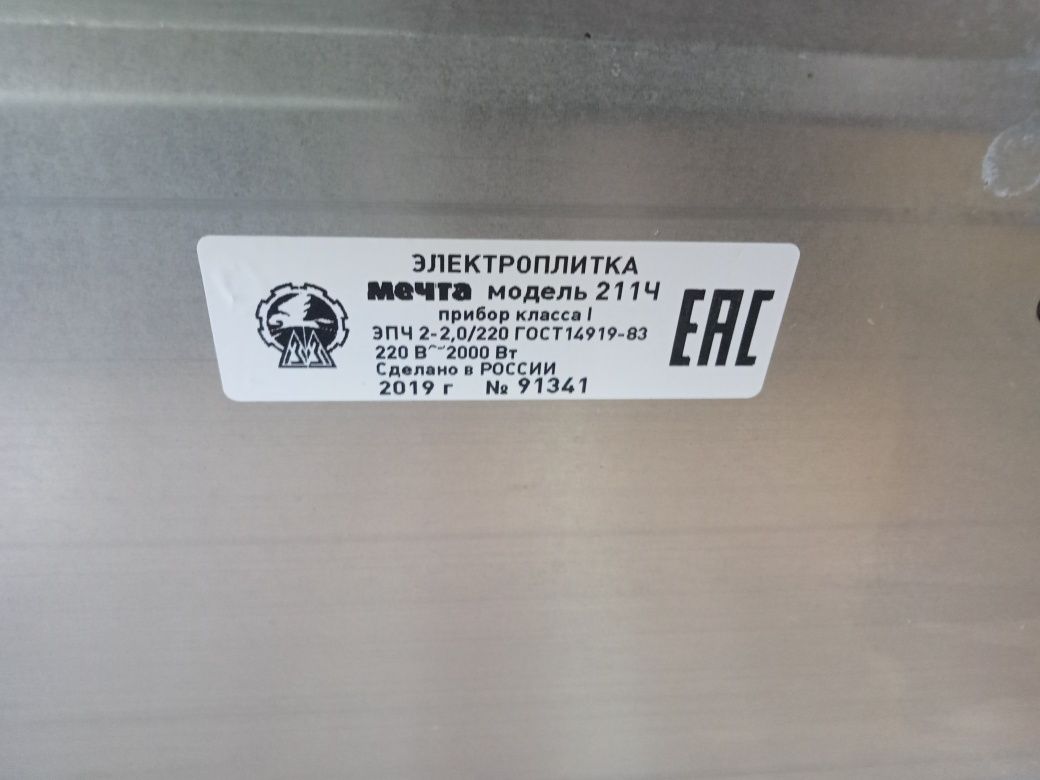 ЭЛЕКТРОПЛИТКА
мечта модель 211Ч
прибор класса I
ЭПЧ 2-2,0/220 ГОСТ14919-83
220 В~ 2000 Вт
Сделано в РОССИИ
2019 г № 91341
EAC